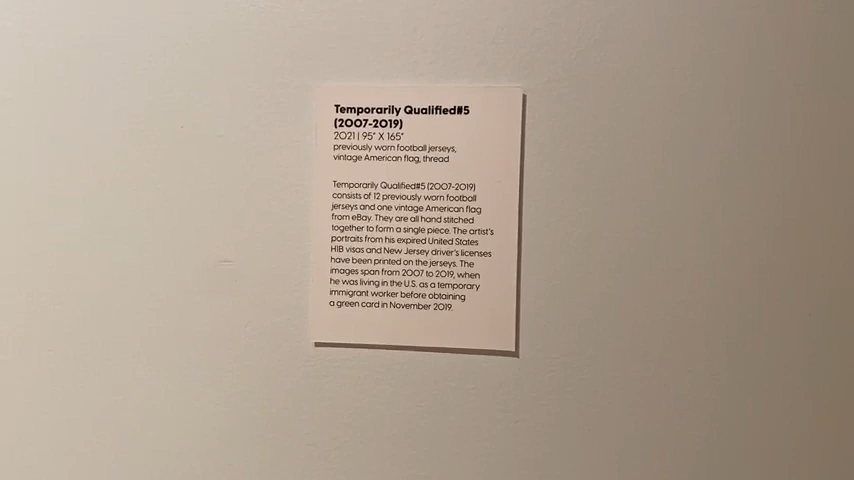 Temporarily Qualified#5
(2007-2019)
2021 | 95" X 165"
previously worn football jerseys,
vintage American flag, thread
Temporarily Qualified#5 (2007-2019)
consists of 12 previously worn football
jerseys and one vintage American flag
from eBay. They are all hand stitched
together to form a single piece. The artist's
portraits from his expired United States
H1B visas and New Jersey driver's licenses
have been printed on the jerseys. The
images span from 2007 to 2019, when
he was living in the U.S. as a temporary
immigrant worker before obtaining
a green card in November 2019.